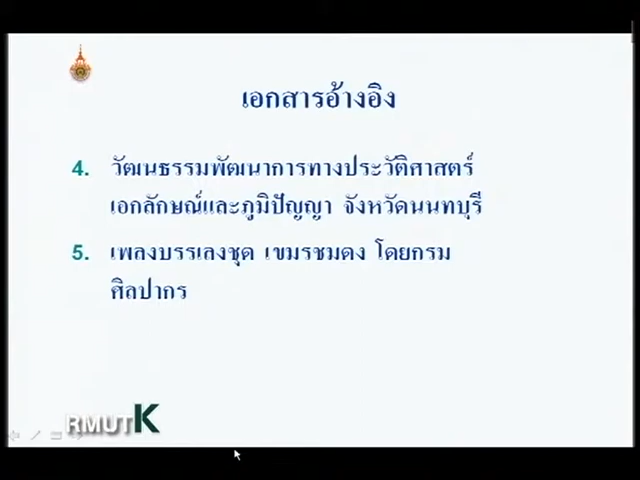 เอกสารอ้างอิง
4. วัฒนธรรมพัฒนาการทางประวัติศาสตร์
เอกลักษณ์และภูมิปัญญา จังหวัดนนทบุรี
5. เพลงบรรเลงชุด เขมรชมดง โดยกรม
ศิลปากร
RMUTK